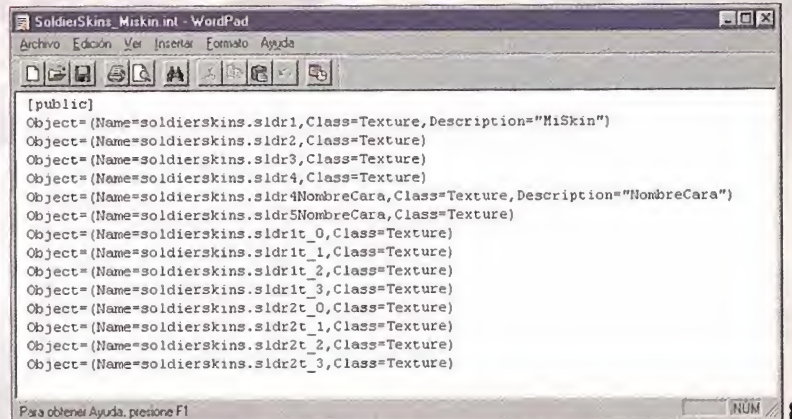 SoldierSkins_Miskin.int - WordPad
Archivo Edición Ver Insertar Formato Ayuda
[public]
Object=(Name=soldierskins.sldr1,Class=Texture,Description="MiSkin")
Object=(Name=soldierskins.sldr2,Class=Texture)
Object=(Name=soldierskins.sldr3,Class=Texture)
Object=(Name=soldierskins.sldr4,Class=Texture)
Object=(Name=soldierskins.sldr4NombreCara,Class=Texture,Description="NombreCara")
Object=(Name=soldierskins.sldr5NombreCara,Class=Texture)
Object=(Name=soldierskins.sldr1t_0,Class=Texture)
Object=(Name=soldierskins.sldr1t_1,Class=Texture)
Object=(Name=soldierskins.sldr1t_2,Class=Texture)
Object=(Name=soldierskins.sldr1t_3,Class=Texture)
Object=(Name=soldierskins.sldr2t_0,Class=Texture)
Object=(Name=soldierskins.sldr2t_1,Class=Texture)
Object=(Name=soldierskins.sldr2t_2,Class=Texture)
Object=(Name=soldierskins.sldr2t_3,Class=Texture)
Para obtener Ayuda, presione F1 NUM